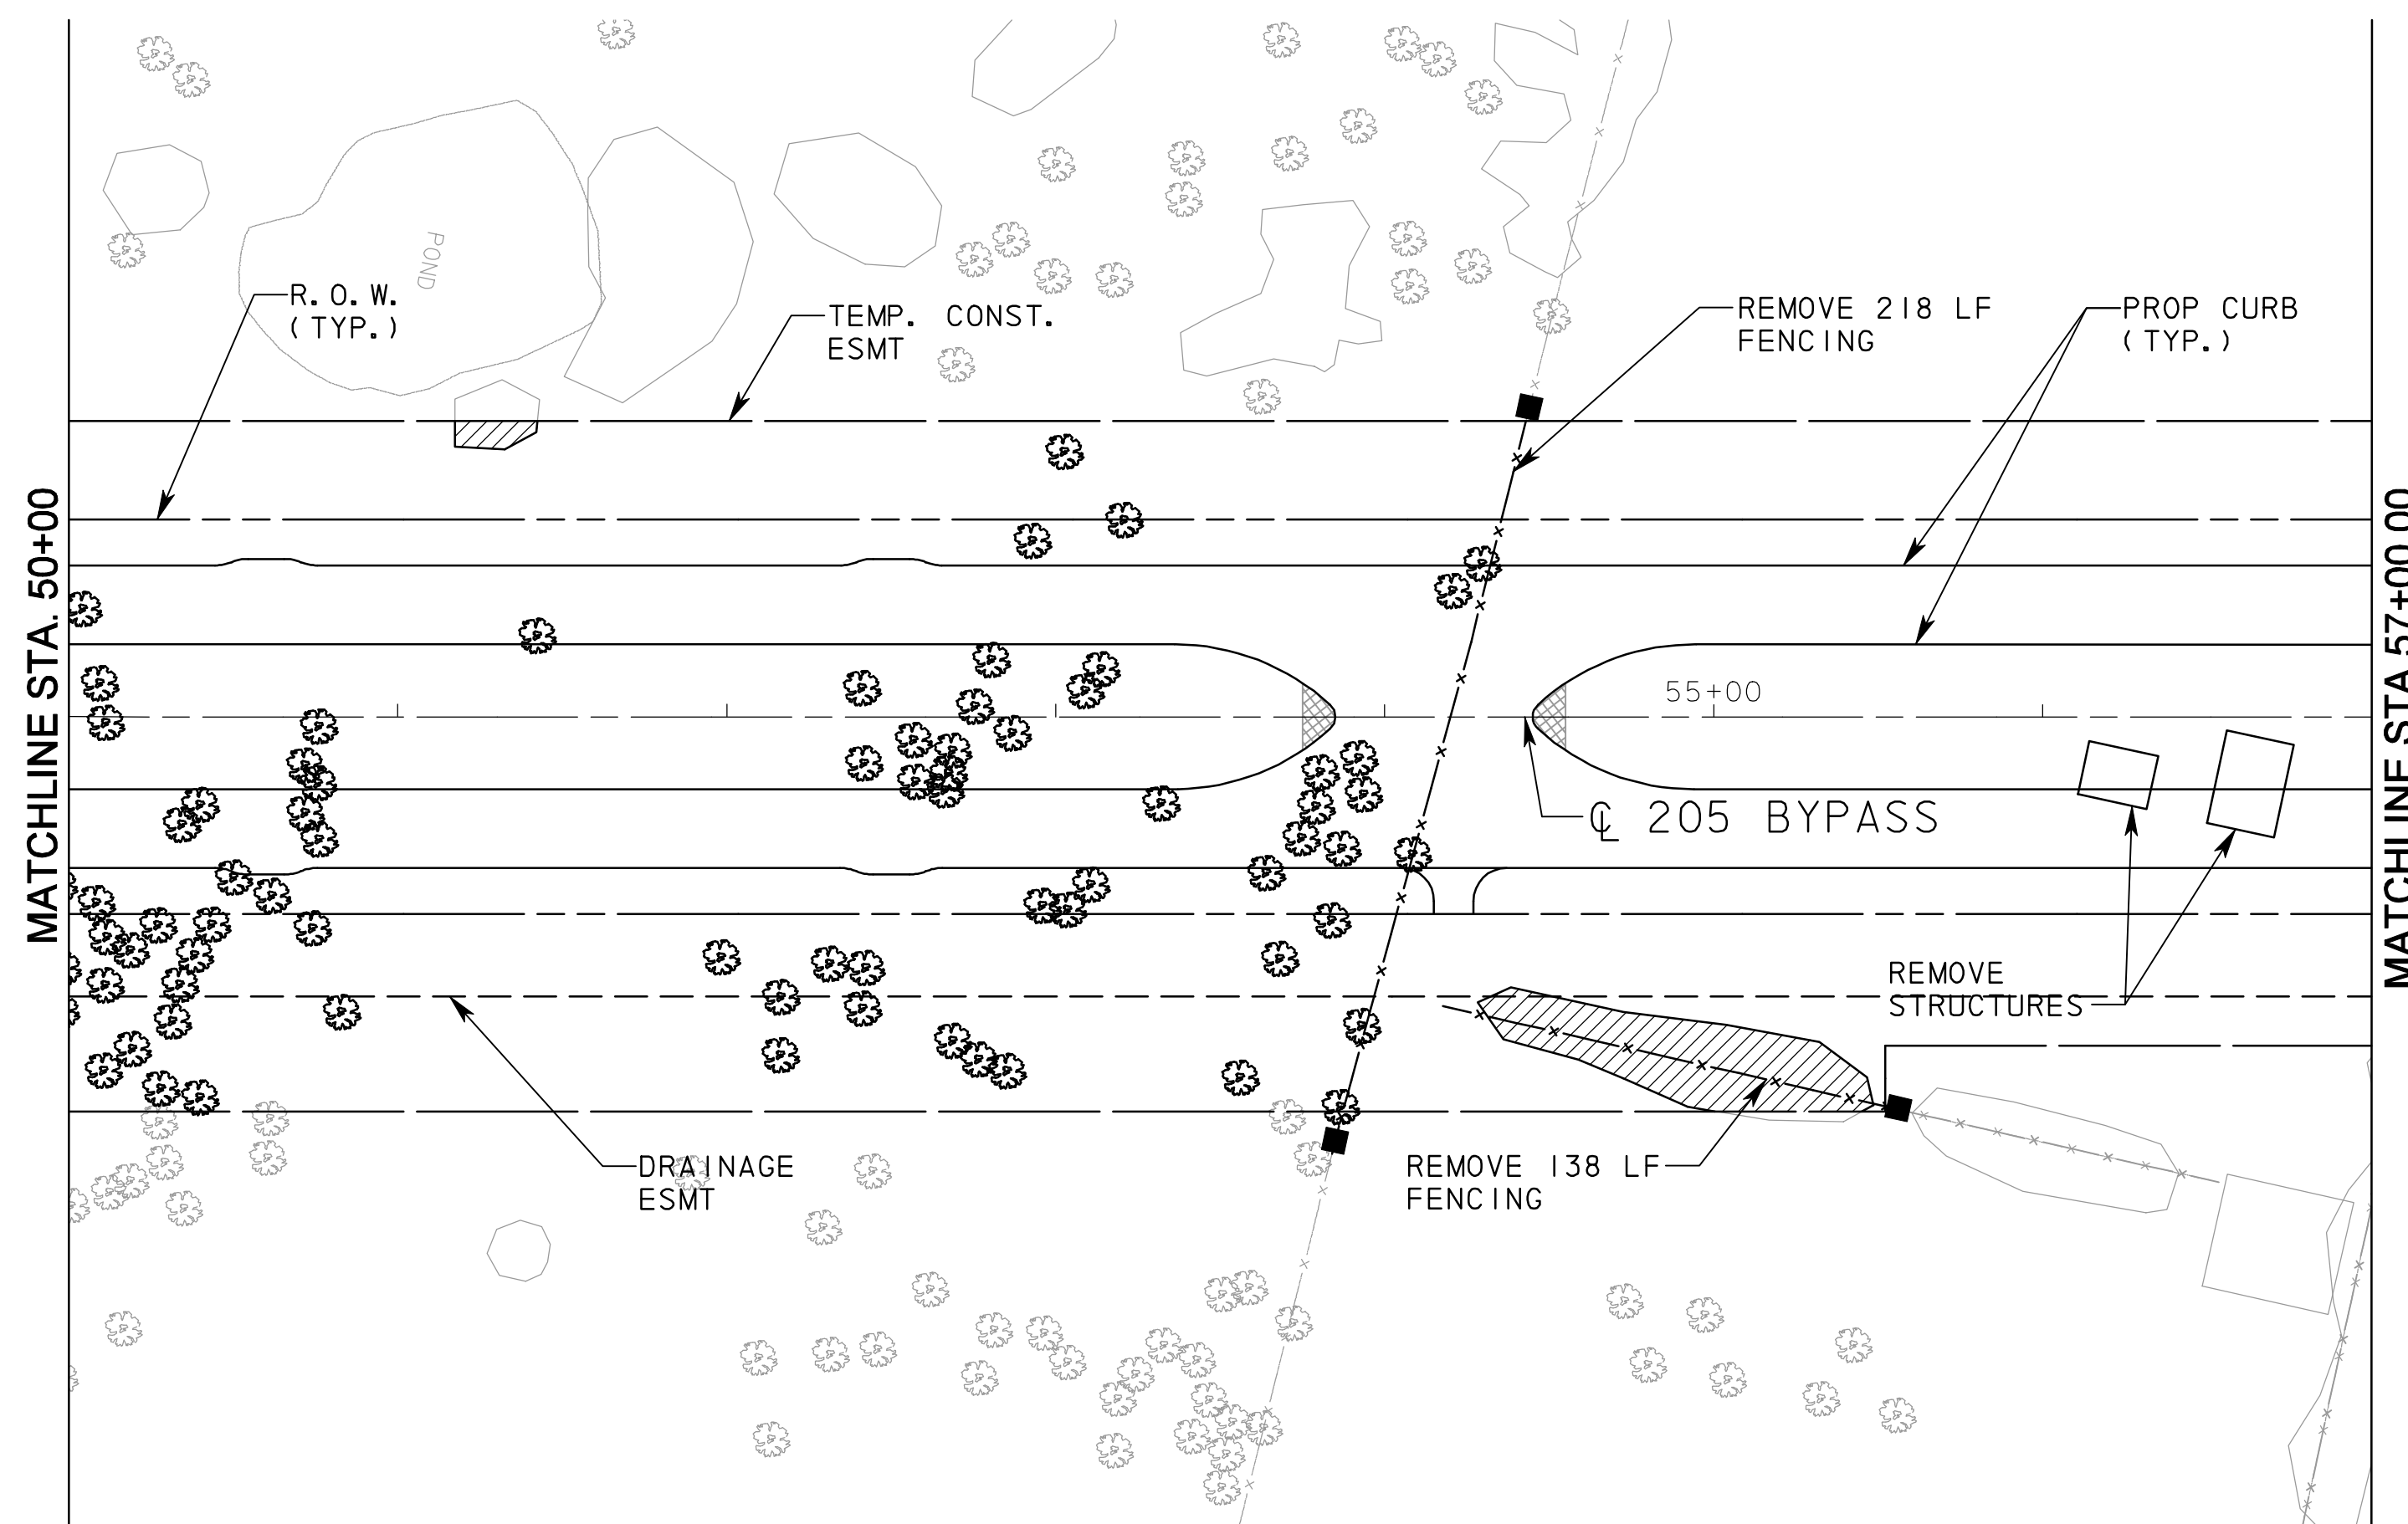 POND
R.O.W.
(TYP.)
TEMP. CONST.
ESMT
REMOVE 218 LF
FENCING
PROP CURB
(TYP.)
MATCHLINE STA. 50+00
55+00
MATCHLINE STA 57+00.00
℄ 205 BYPASS
REMOVE
STRUCTURES
DRAINAGE
ESMT
REMOVE 138 LF
FENCING